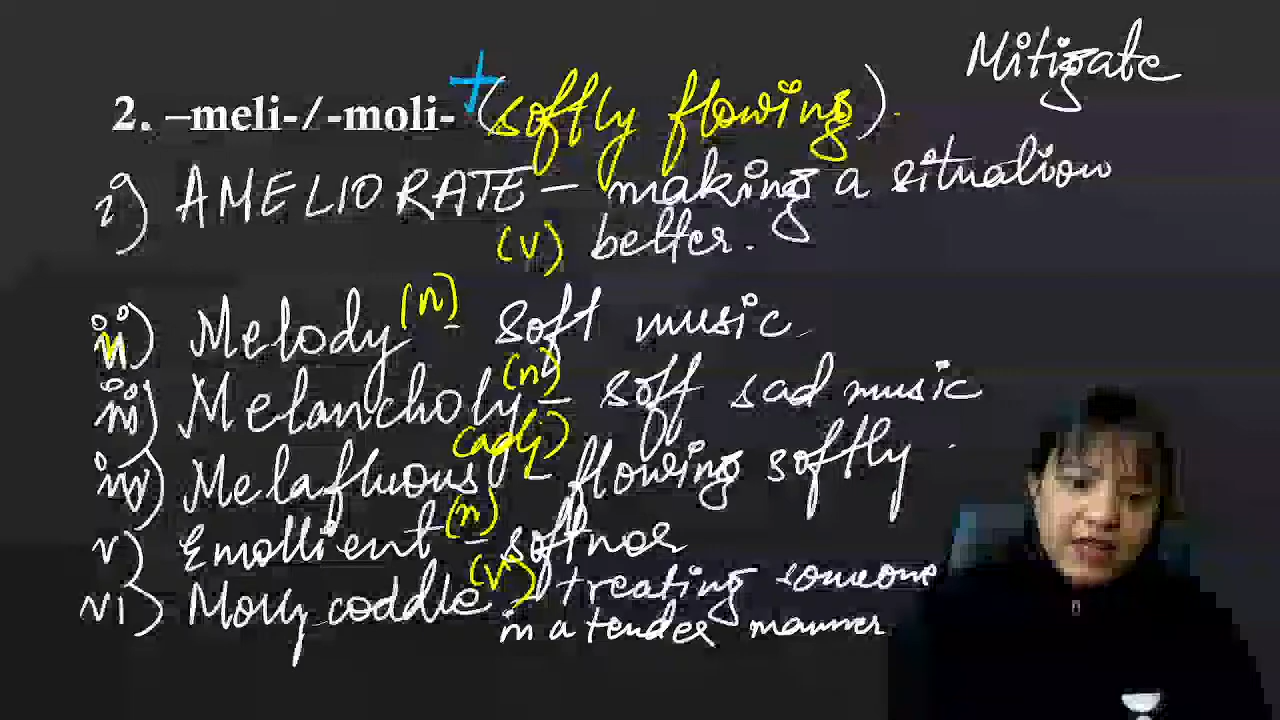 Mitigate
2. –meli-/-moli- + (softly flowing).
i) AMELIORATE – making a situation
(v) better.
ii) Melody (n) - soft music.
iii) Melancholy (n) - soft sad music
iv) Melafluous (adj) - flowing softly
v) Emollient (n) - softnor
vi) Molly coddle (v) treating someone
in a tender manner